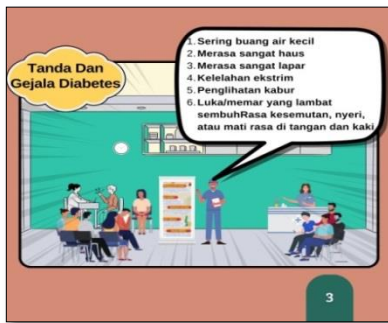 Tanda Dan
Gejala Diabetes
1. Sering buang air kecil
2. Merasa sangat haus
3. Merasa sangat lapar
4. Kelelahan ekstrim
5. Penglihatan kabur
6. Luka/memar yang lambat
sembuhRasa kesemutan, nyeri,
atau mati rasa di tangan dan kaki
3